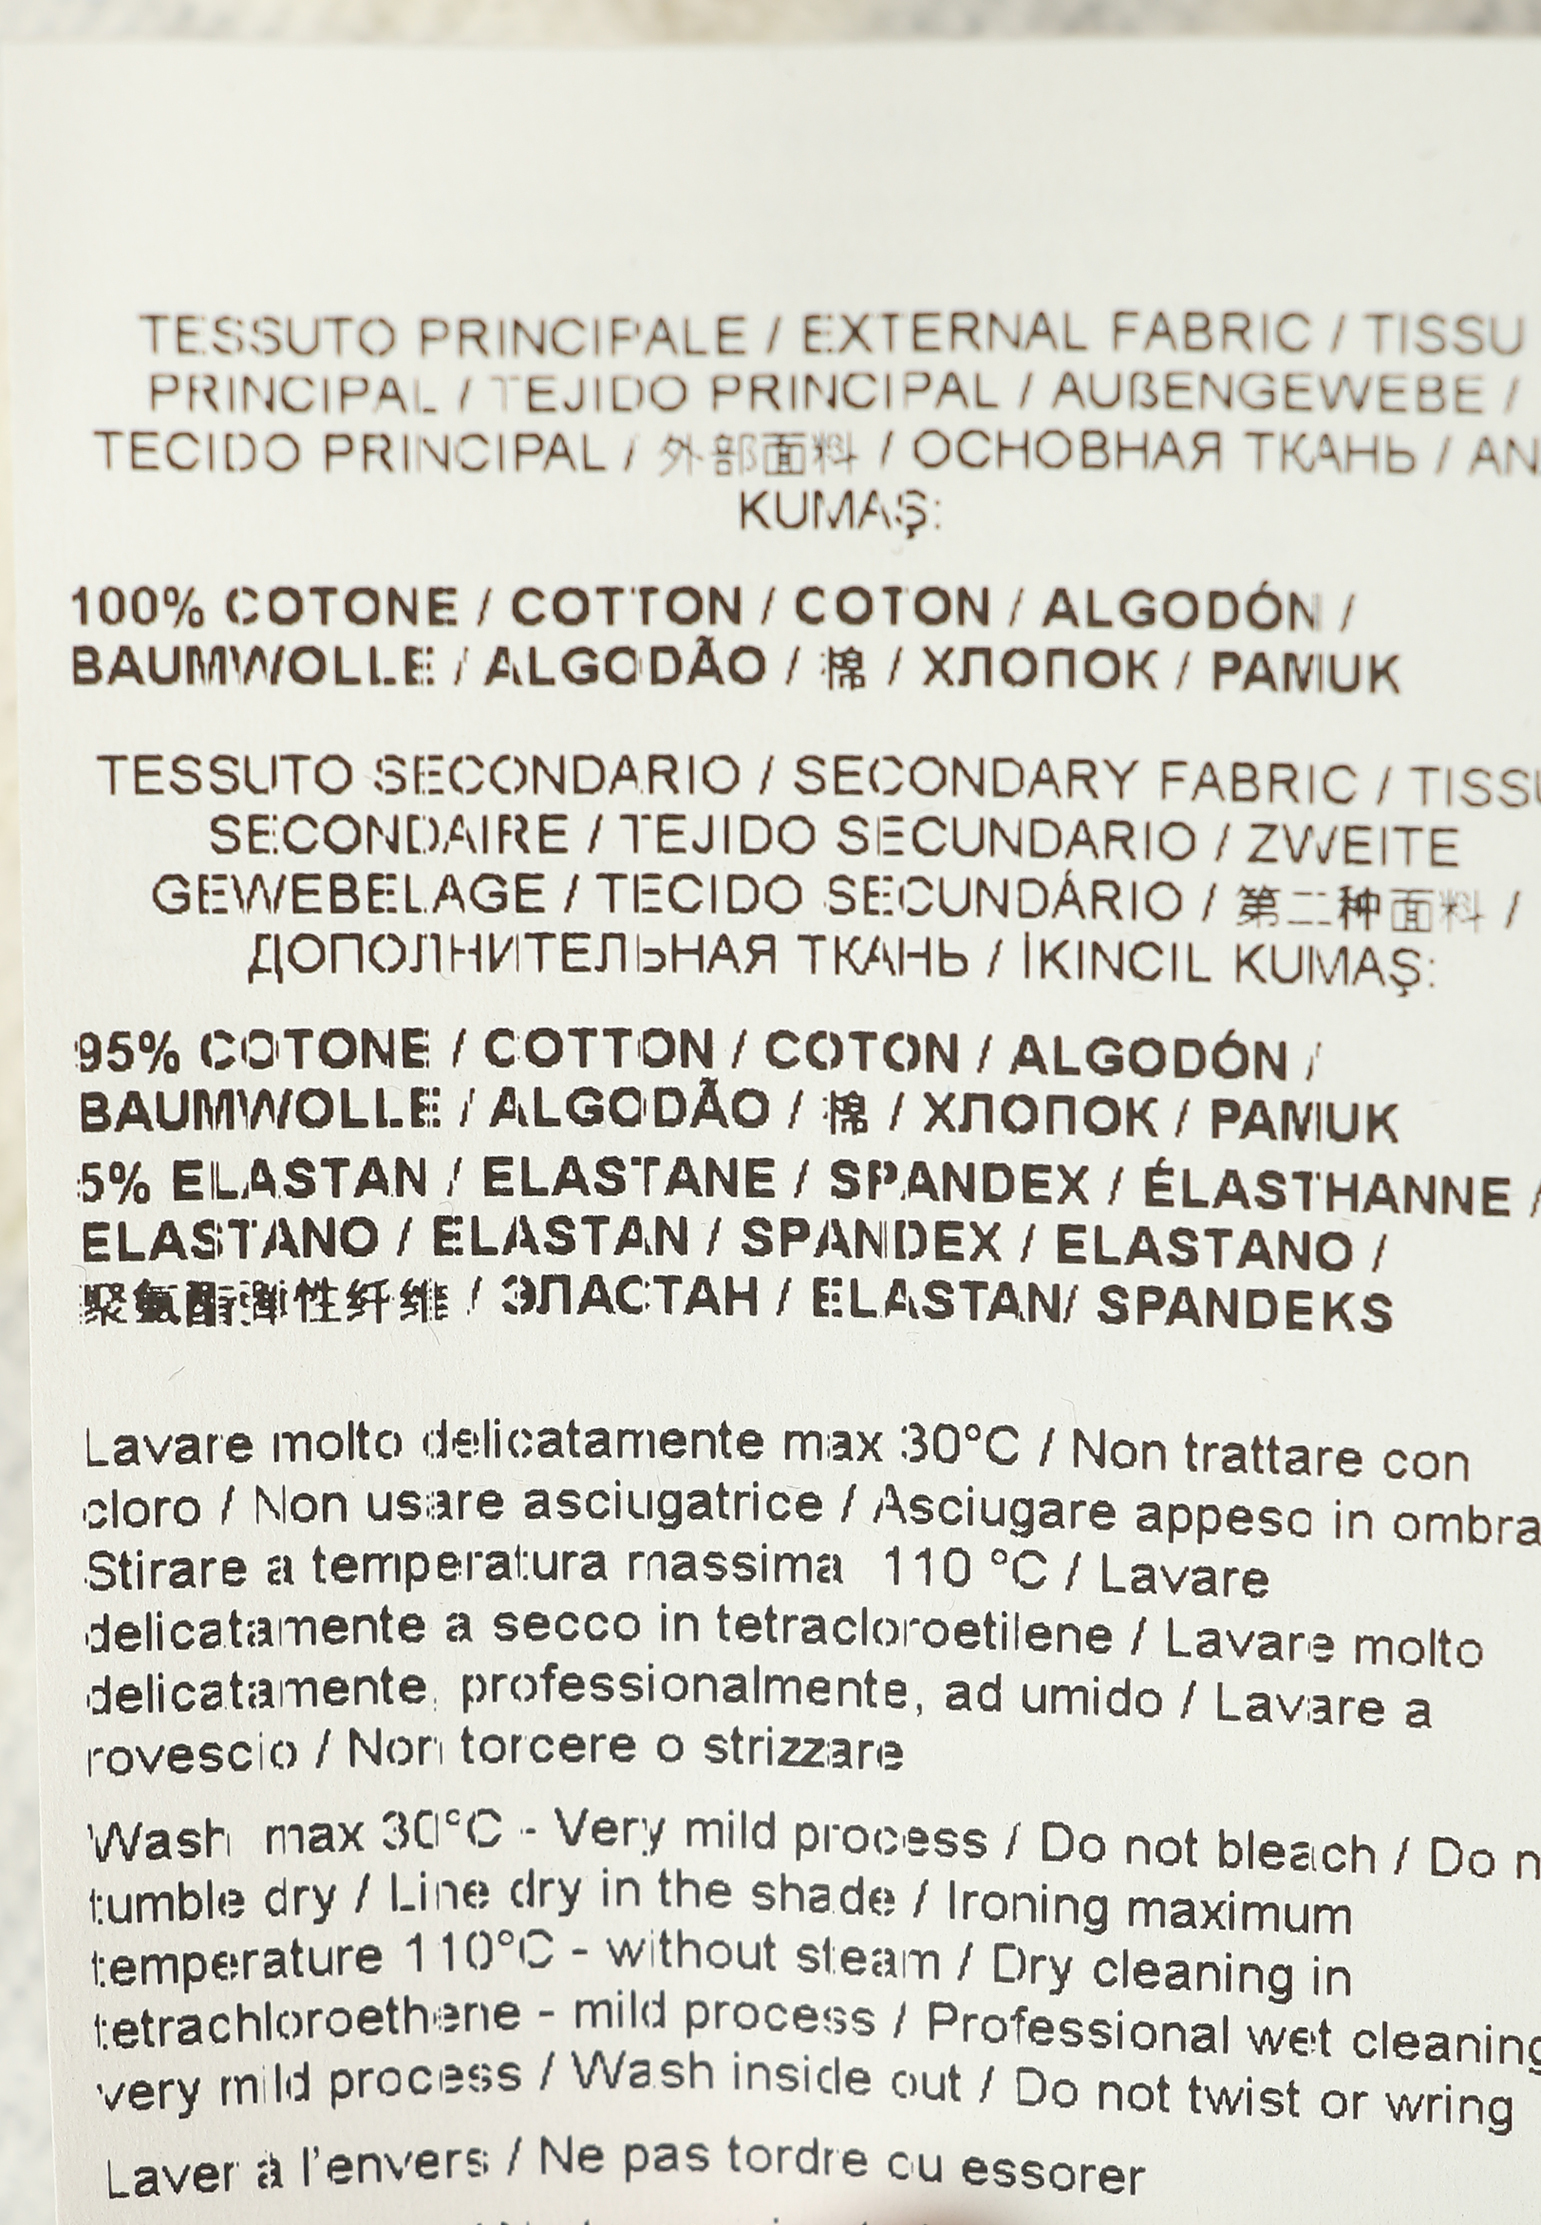 TESSUTO PRINCIPALE / EXTERNAL FABRIC / TISSU
PRINCIPAL / TEJIDO PRINCIPAL / AUßENGEWEBE /
TECIDO PRINCIPAL / 外部面料 / ОСНОВНАЯ ТКАНЬ / AN
KUMAŞ:
100% COTONE / COTTON / COTON / ALGODÓN /
BAUMWOLLE / ALGODÃO / 棉 / ХЛОПОК / PAMUK
TESSUTO SECONDARIO / SECONDARY FABRIC / TISSU
SECONDAIRE / TEJIDO SECUNDARIO / ZWEITE
GEWEBELAGE / TECIDO SECUNDÁRIO / 第二种面料 /
ДОПОЛНИТЕЛЬНАЯ ТКАНЬ / İKINCIL KUMAŞ:
95% COTONE / COTTON / COTON / ALGODÓN /
BAUMWOLLE / ALGODÃO / 棉 / ХЛОПОК / PAMUK
5% ELASTAN / ELASTANE / SPANDEX / ÉLASTHANNE /
ELASTANO / ELASTAN / SPANDEX / ELASTANO /
聚氨酯弹性纤维 / ЭЛАСТАН / ELASTAN/ SPANDEKS
Lavare molto delicatamente max 30°C / Non trattare con
cloro / Non usare asciugatrice / Asciugare appeso in ombra
Stirare a temperatura massima 110 °C / Lavare
delicatamente a secco in tetracloroetilene / Lavare molto
delicatamente, professionalmente, ad umido / Lavare a
rovescio / Non torcere o strizzare
Wash max 30°C - Very mild process / Do not bleach / Do n
tumble dry / Line dry in the shade / Ironing maximum
temperature 110°C - without steam / Dry cleaning in
tetrachloroethene - mild process / Professional wet cleaning
very mild process / Wash inside out / Do not twist or wring
Laver à l'envers / Ne pas tordre ou essorer